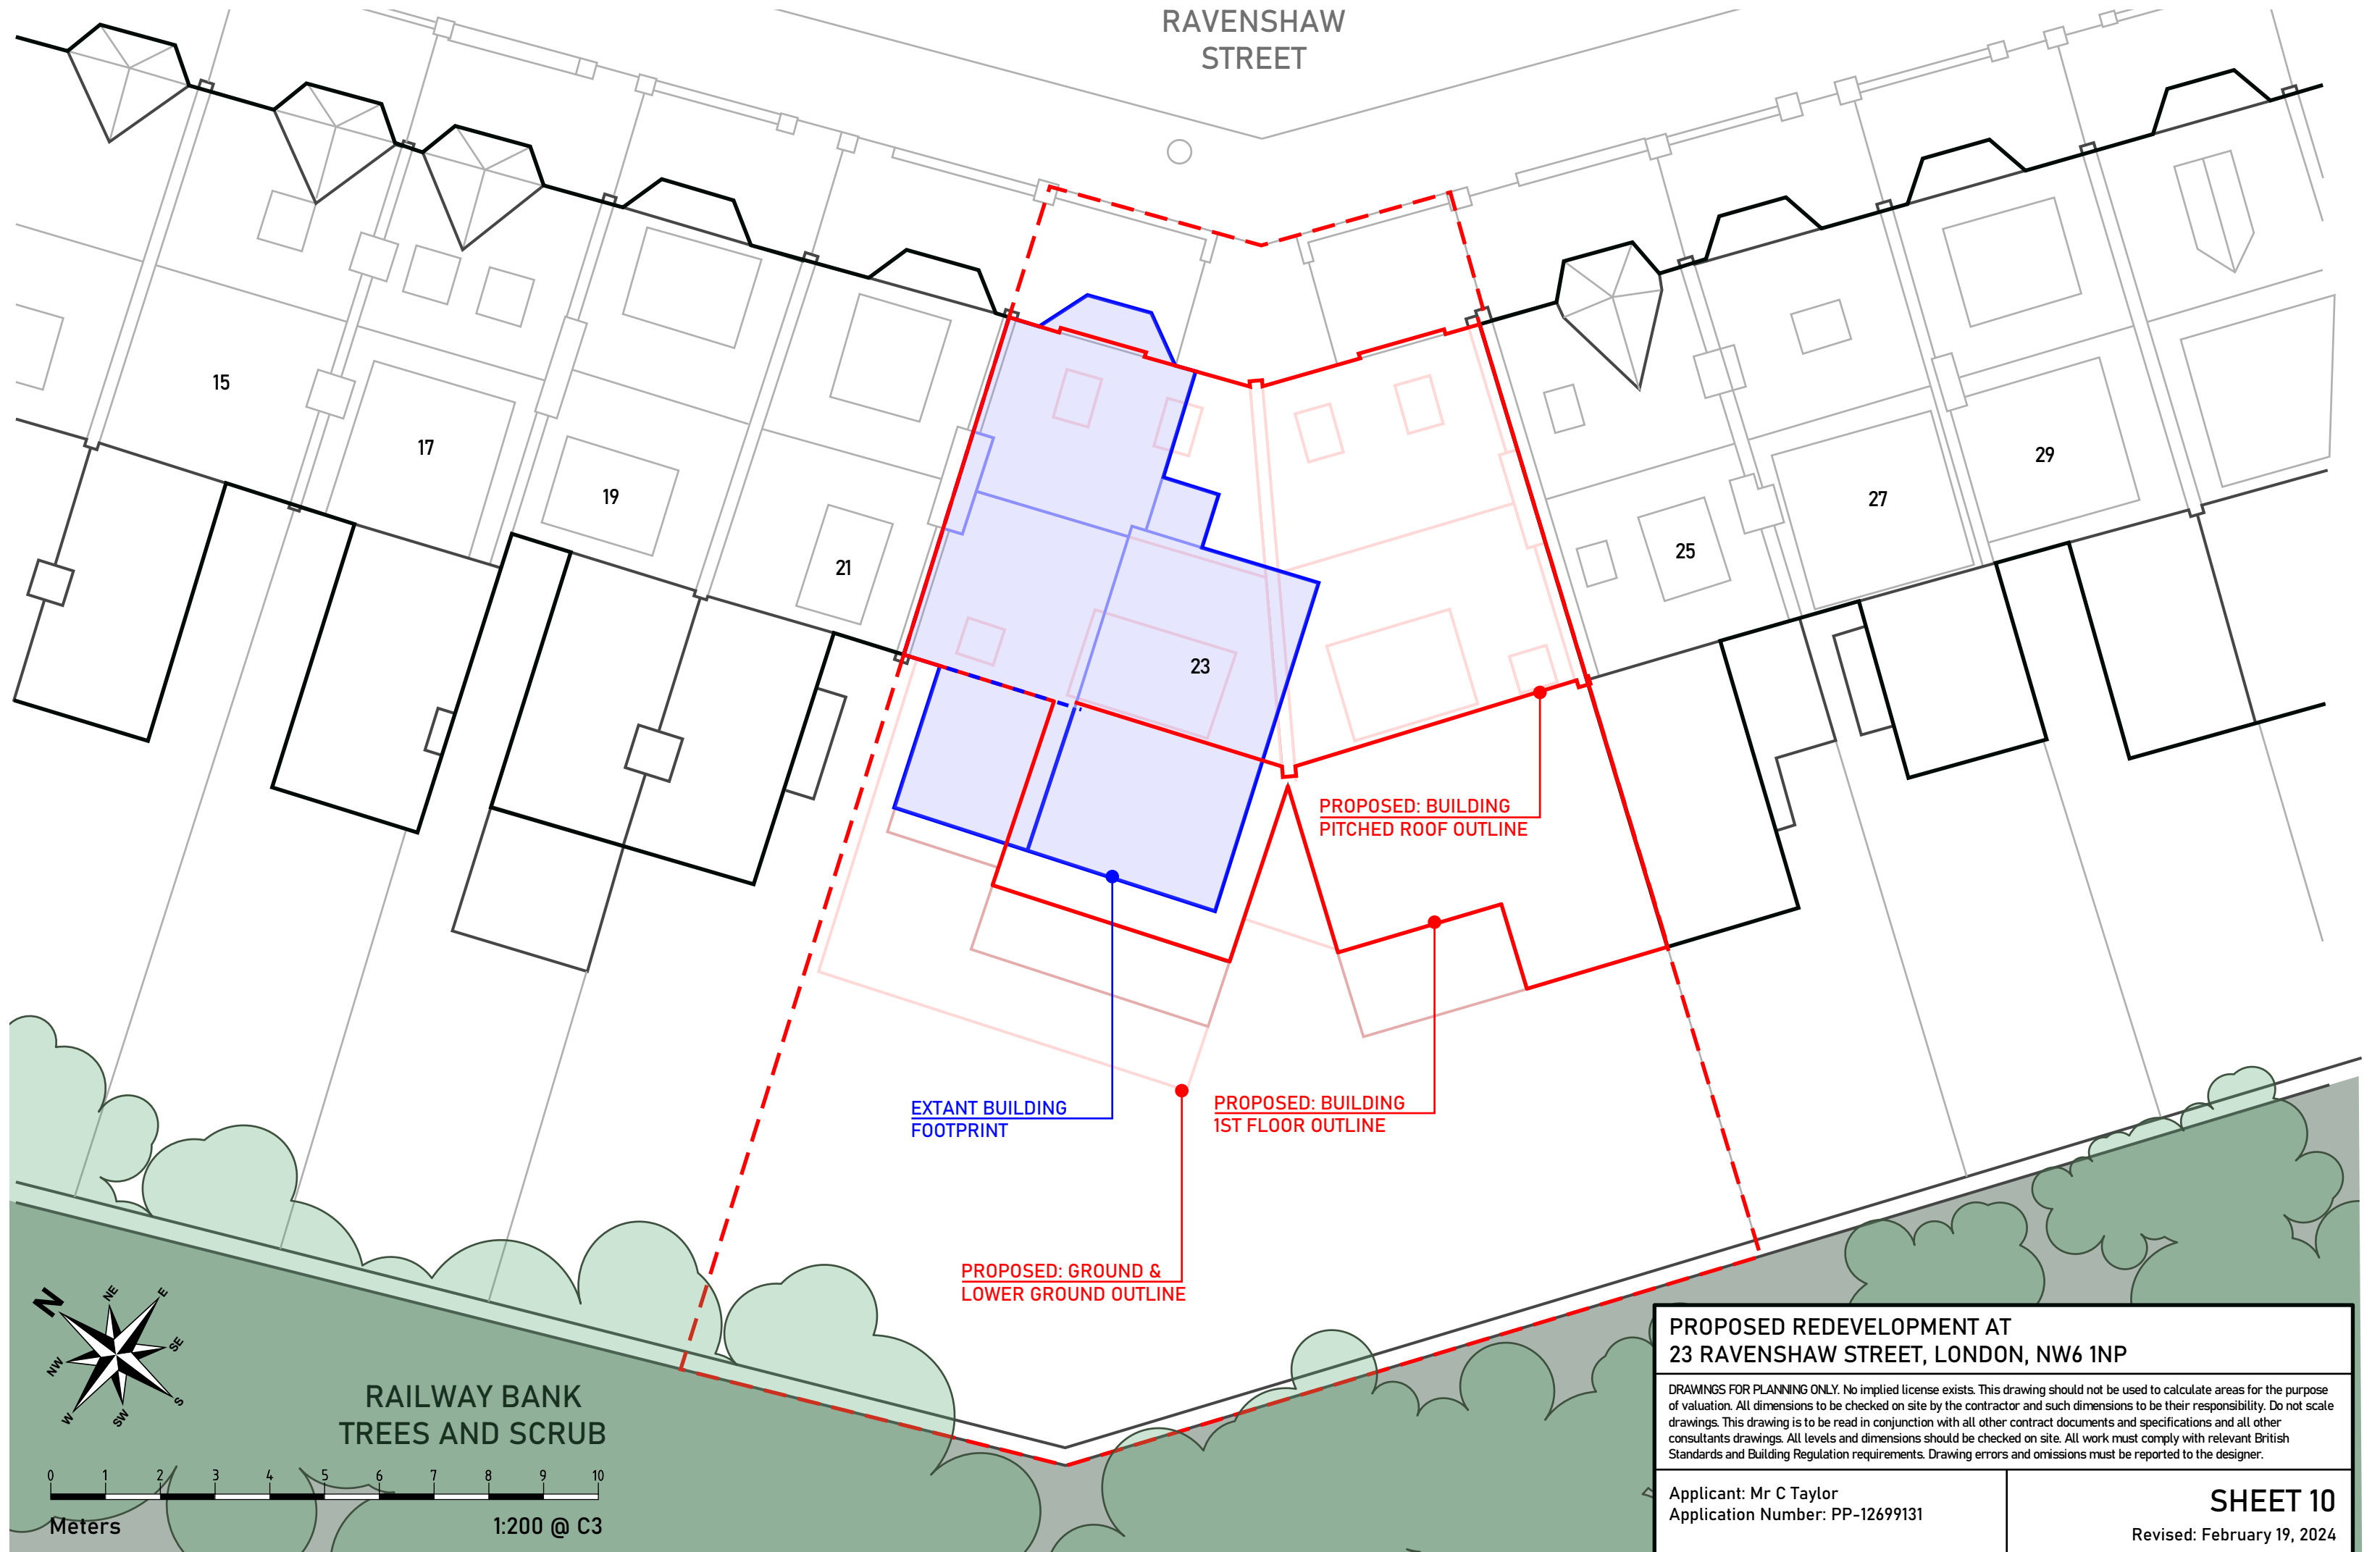 RAVENSHAW
STREET
15
17
19
21
23
25
27
29
PROPOSED: BUILDING
PITCHED ROOF OUTLINE
EXTANT BUILDING
FOOTPRINT
PROPOSED: BUILDING
1ST FLOOR OUTLINE
PROPOSED: GROUND &
LOWER GROUND OUTLINE
N
NE
E
SE
S
SW
W
NW
RAILWAY BANK
TREES AND SCRUB
0 1 2 3 4 5 6 7 8 9 10
Meters 1:200 @ C3
PROPOSED REDEVELOPMENT AT
23 RAVENSHAW STREET, LONDON, NW6 1NP
DRAWINGS FOR PLANNING ONLY. No implied license exists. This drawing should not be used to calculate areas for the purpose
of valuation. All dimensions to be checked on site by the contractor and such dimensions to be their responsibility. Do not scale
drawings. This drawing is to be read in conjunction with all other contract documents and specifications and all other
consultants drawings. All levels and dimensions should be checked on site. All work must comply with relevant British
Standards and Building Regulation requirements. Drawing errors and omissions must be reported to the designer.
Applicant: Mr C Taylor
Application Number: PP-12699131
SHEET 10
Revised: February 19, 2024